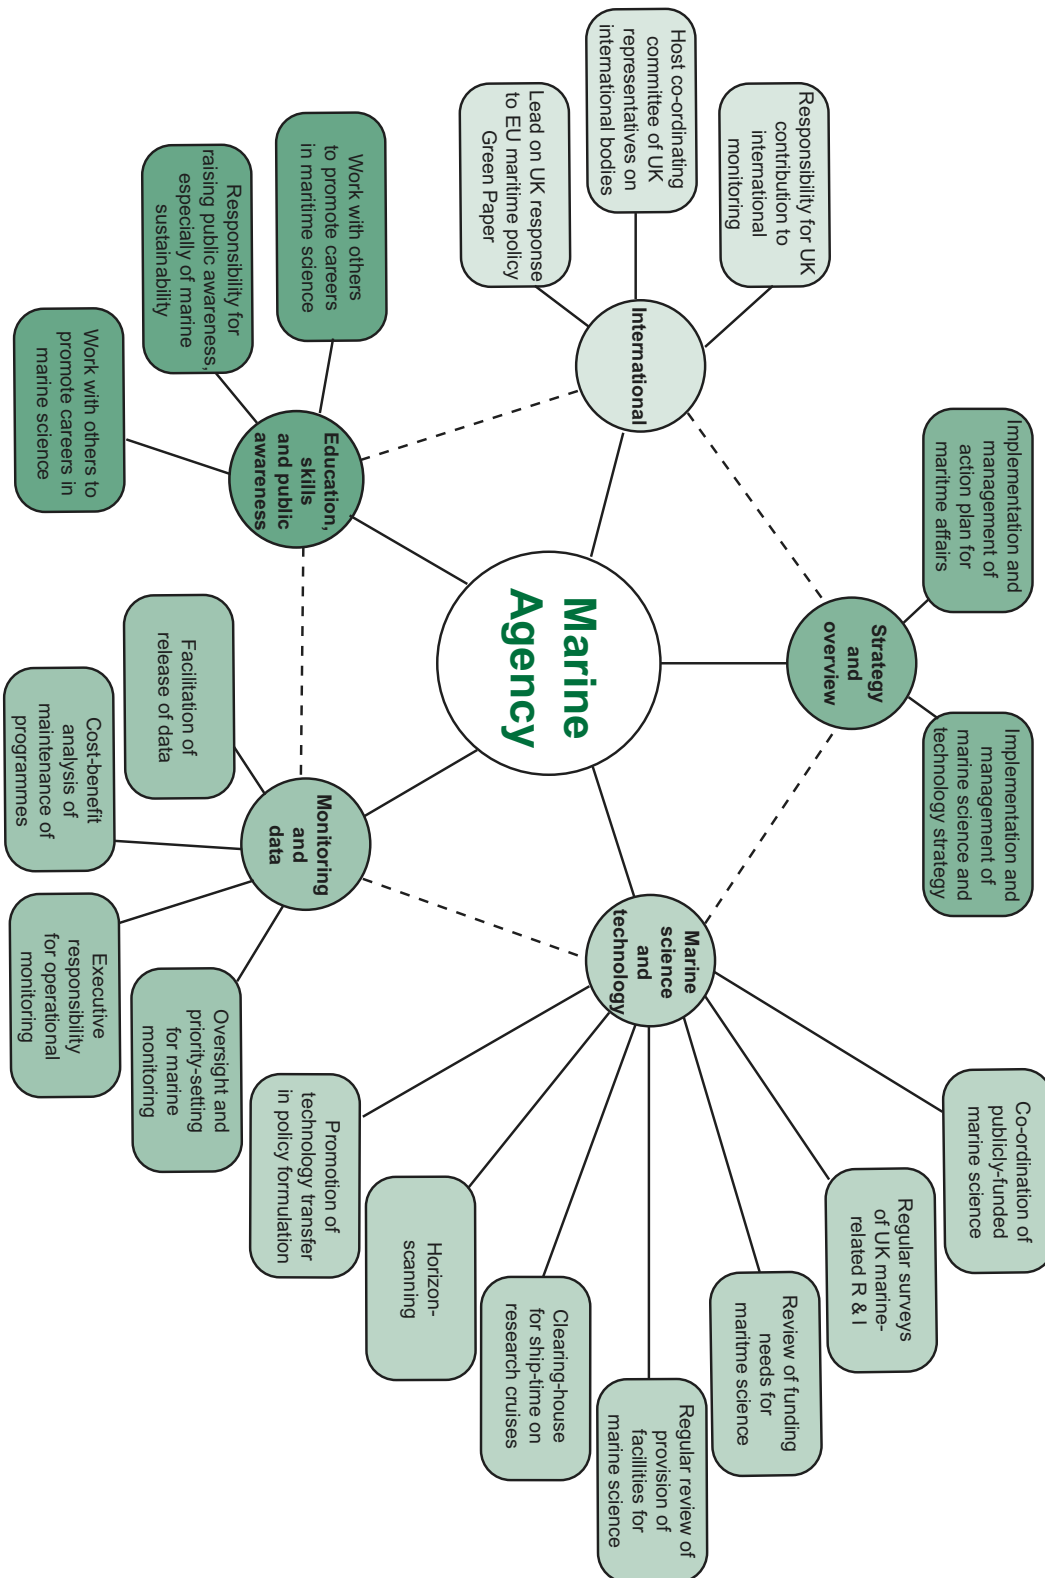 Marine
Agency
Strategy
and
overview
Implementation and
management of
action plan for
maritme affairs
Implementation and
management of
marine science and
technology strategy
Marine
science
and
technology
Co-ordination of
publicly-funded
marine science
Regular surveys
of UK marine-
related R & I
Review of funding
needs for
maritme science
Regular review of
provision of
facillities for
marine science
Clearing-house
for ship-time on
research cruises
Horizon-
scanning
Promotion of
technology transfer
in policy formulation
Monitoring
and
data
Oversight and
priority-setting
for marine
monitoring
Executive
responsibility
for operational
monitoring
Cost-benefit
analysis of
maintenance of
programmes
Facilitation of
release of data
Education,
skills
and public
awareness
Work with others to
promote careers in
marine science
Responsibility for
raising public awareness,
especially of marine
sustainability
Work with others
to promote careers
in maritime science
International
Lead on UK response
to EU maritime policy
Green Paper
Host co-ordinating
committee of UK
representatives on
international bodies
Responsibility for UK
contribution to
international
monitoring